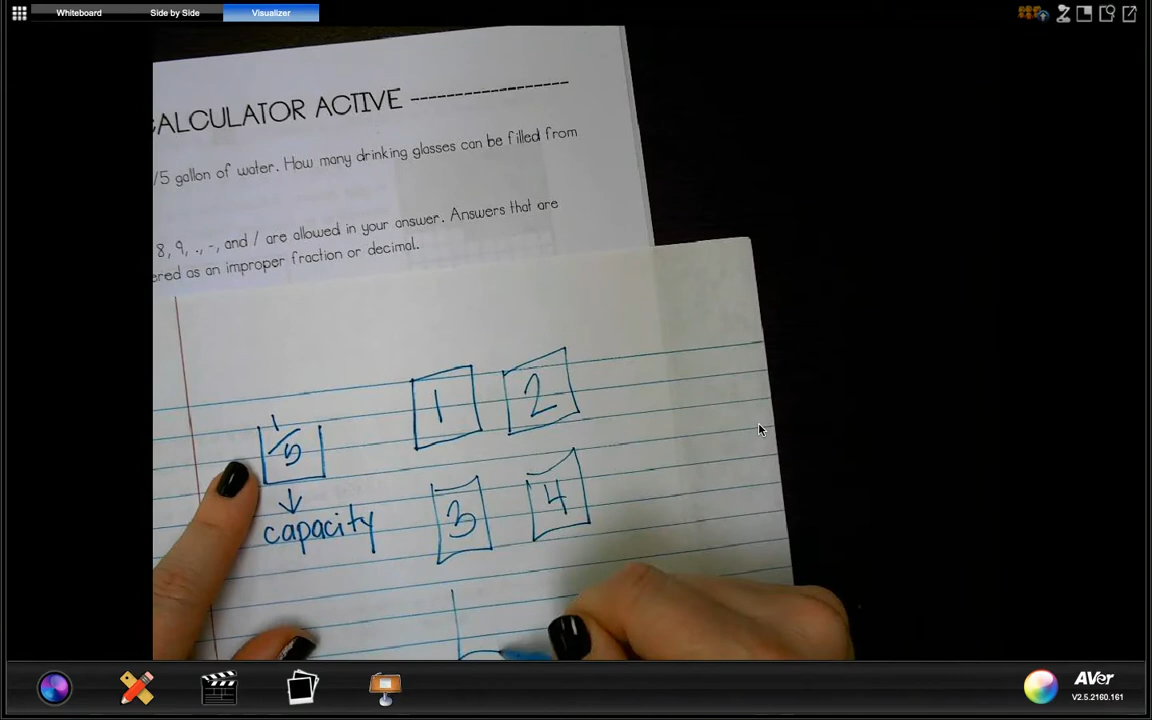 Whiteboard
Side by Side
Visualizer
CALCULATOR ACTIVE --------------------
/5 gallon of water. How many drinking glasses can be filled from
8, 9, ., -, and / are allowed in your answer. Answers that are
ered as an improper fraction or decimal.
1 2
1/5
3 4
capacity
AVer
V2.5.2160.161